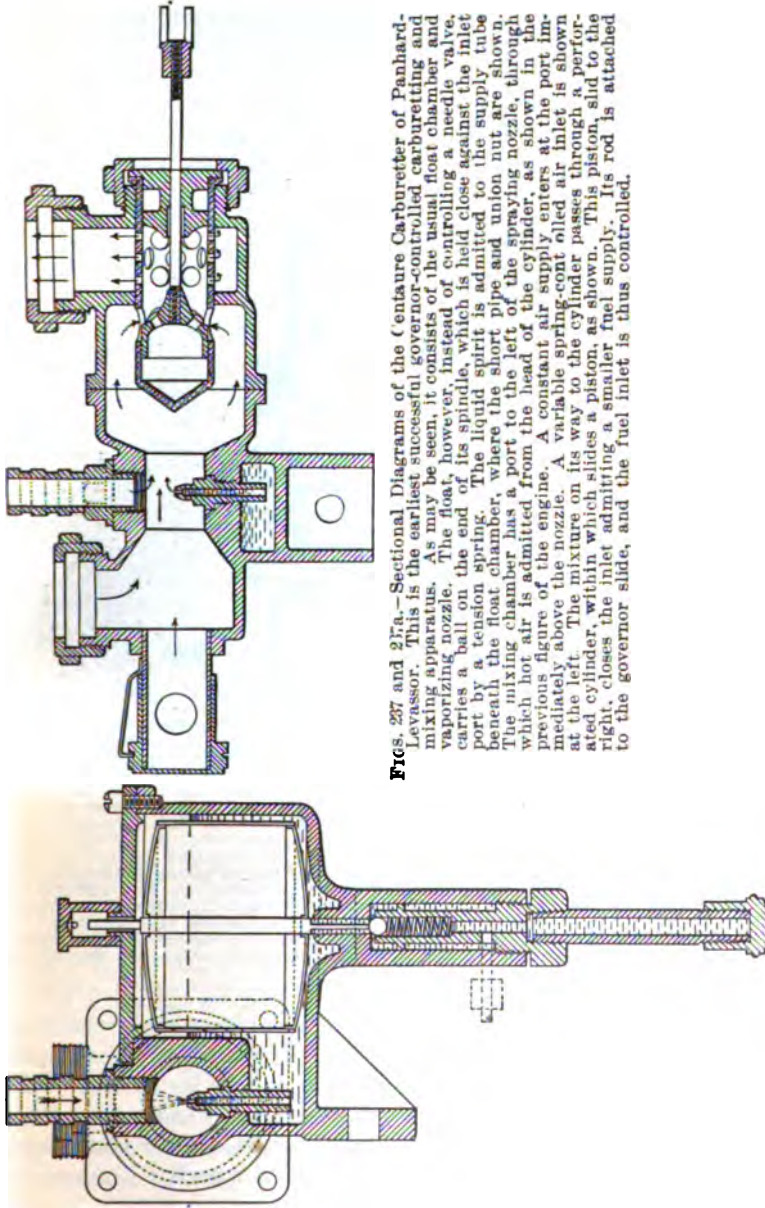 FIGS. 237 and 237a.—Sectional Diagrams of the Centaure Carburetter of Panhard-
Levassor. This is the earliest successful governor-controlled carburetting and
mixing apparatus. As may be seen, it consists of the usual float chamber and
vaporizing nozzle. The float, however, instead of controlling a needle valve,
carries a ball on the end of its spindle, which is held close against the inlet
port by a tension spring. The liquid spirit is admitted to the supply tube
beneath the float chamber, where the short pipe and union nut are shown.
The mixing chamber has a port to the left of the spraying nozzle, through
which hot air is admitted from the head of the cylinder, as shown in the
previous figure of the engine. A constant air supply enters at the port im-
mediately above the nozzle. A variable spring-cont olled air inlet is shown
at the left. The mixture on its way to the cylinder passes through a perfor-
ated cylinder, within which slides a piston, as shown. This piston, slid to the
right, closes the inlet admitting a smaller fuel supply. Its rod is attached
to the governor slide, and the fuel inlet is thus controlled.